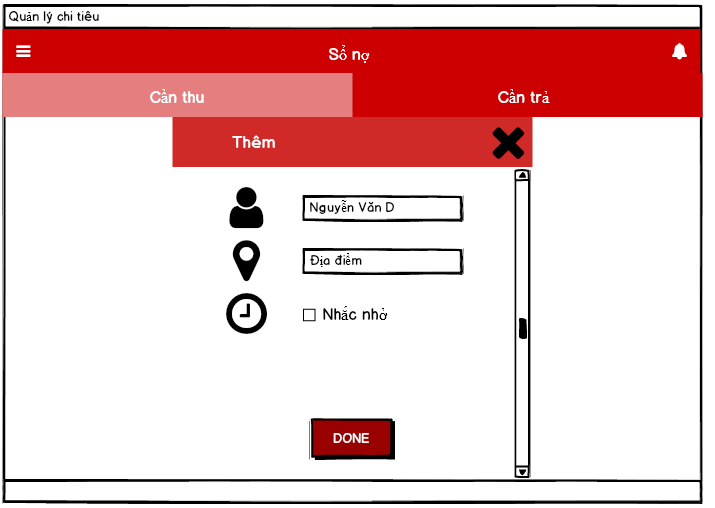 Quản lý chi tiêu
Sổ nợ
Cần thu
Cần trả
Thêm
Nguyễn Văn D
Địa điểm
Nhắc nhở
DONE